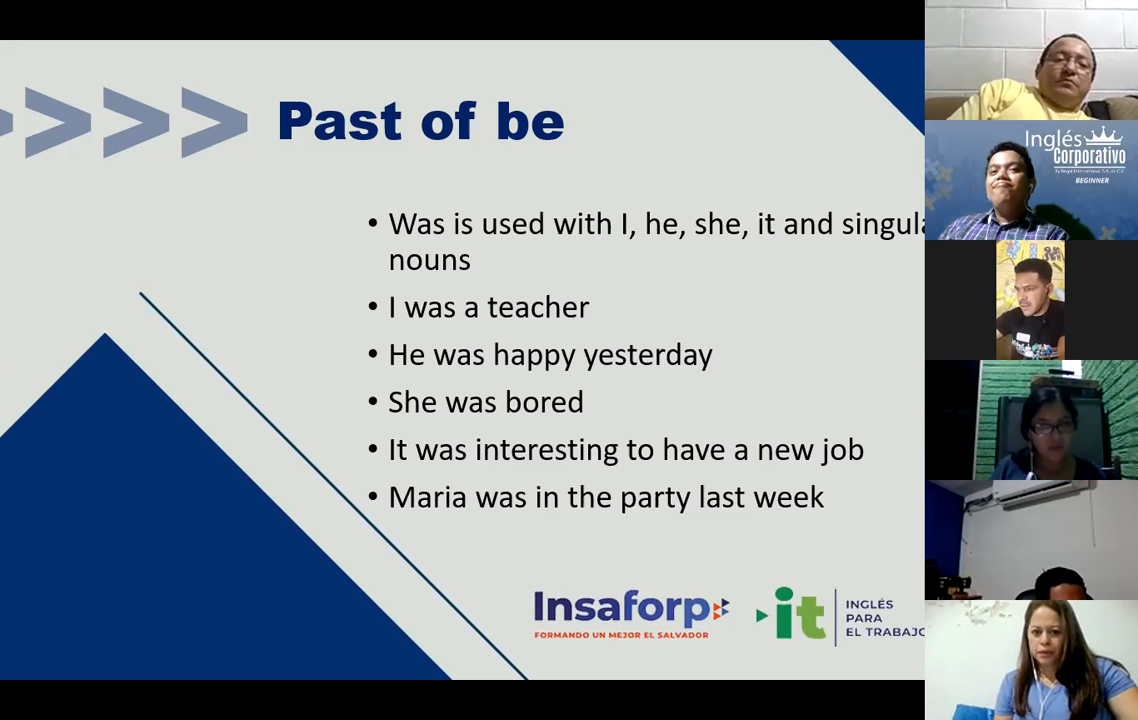 Past of be
• Was is used with I, he, she, it and
nouns
• I was a teacher
• He was happy yesterday
• She was bored
• It was interesting to have a new job
• Maria was in the party last week
Insaforp
FORMANDO UN MEJOR EL SALVADOR
it
INGLÉS
PARA
EL
Inglés
Corporativo
BEGINNER